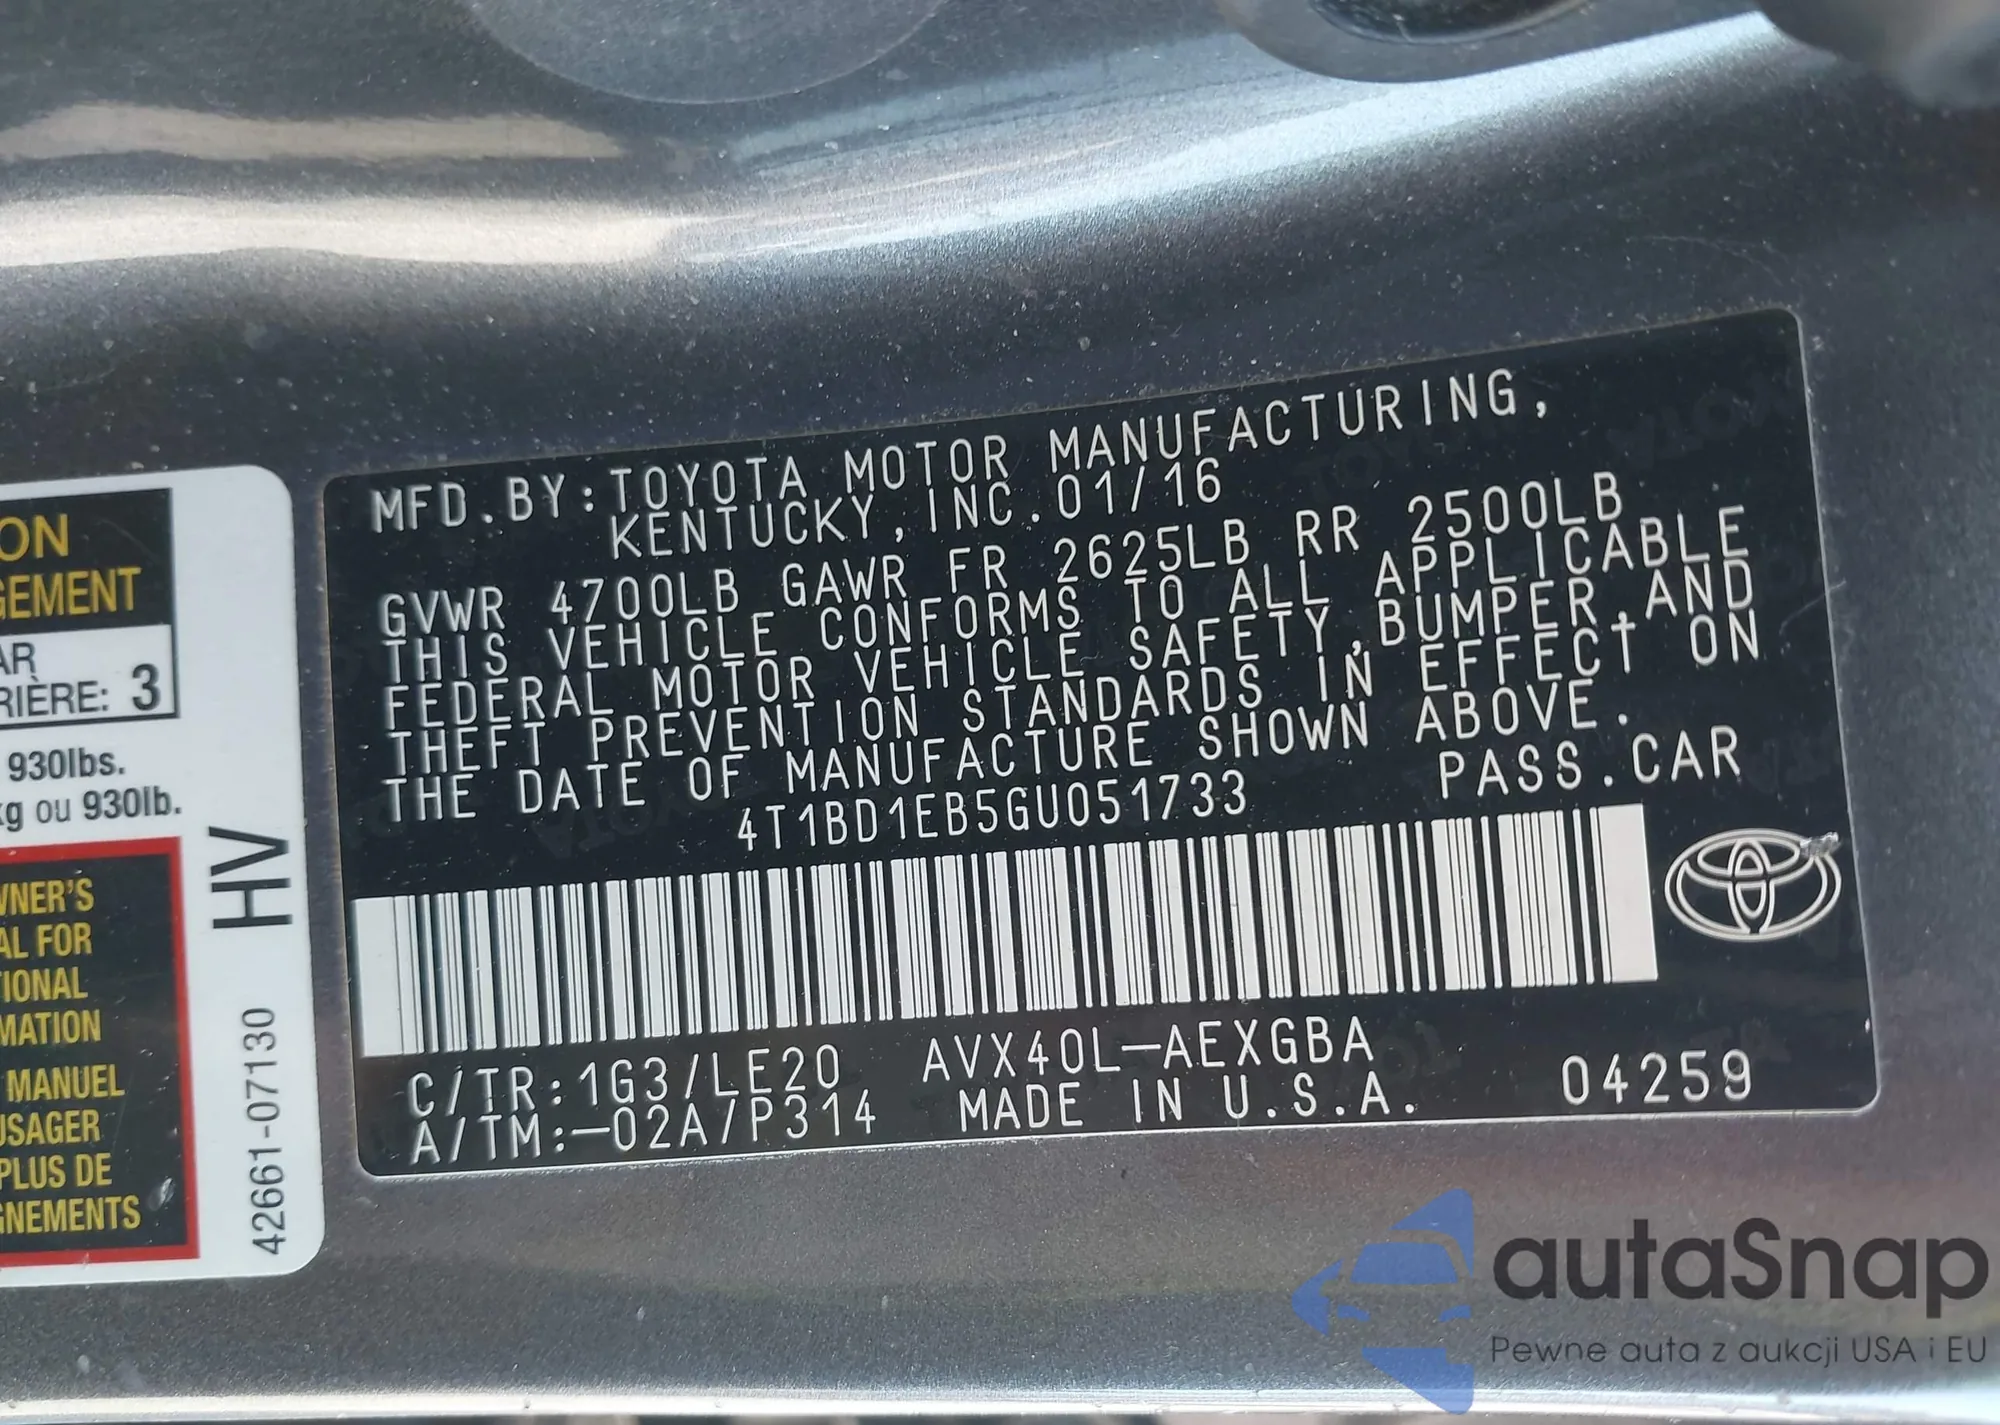 ON
GEMENT
AR
RIÈRE: 3
930lbs.
kg ou 930lb.
WNER'S
AL FOR
TIONAL
MATION
MANUEL
USAGER
PLUS DE
GNEMENTS
HV
42661-07130
MFD.BY:TOYOTA MOTOR MANUFACTURING,
KENTUCKY,INC.01/16
GVWR 4700LB GAWR FR 2625LB RR 2500LB
THIS VEHICLE CONFORMS TO ALL APPLICABLE
FEDERAL MOTOR VEHICLE SAFETY,BUMPER,AND
THEFT PREVENTION STANDARDS IN EFFECT ON
THE DATE OF MANUFACTURE SHOWN ABOVE.
4T1BD1EB5GU051733 PASS.CAR
C/TR:1G3/LE20 AVX40L-AEXGBA
A/TM:-02A/P314 MADE IN U.S.A. 04259
autaSnap
Pewne auta z aukcji USA i EU